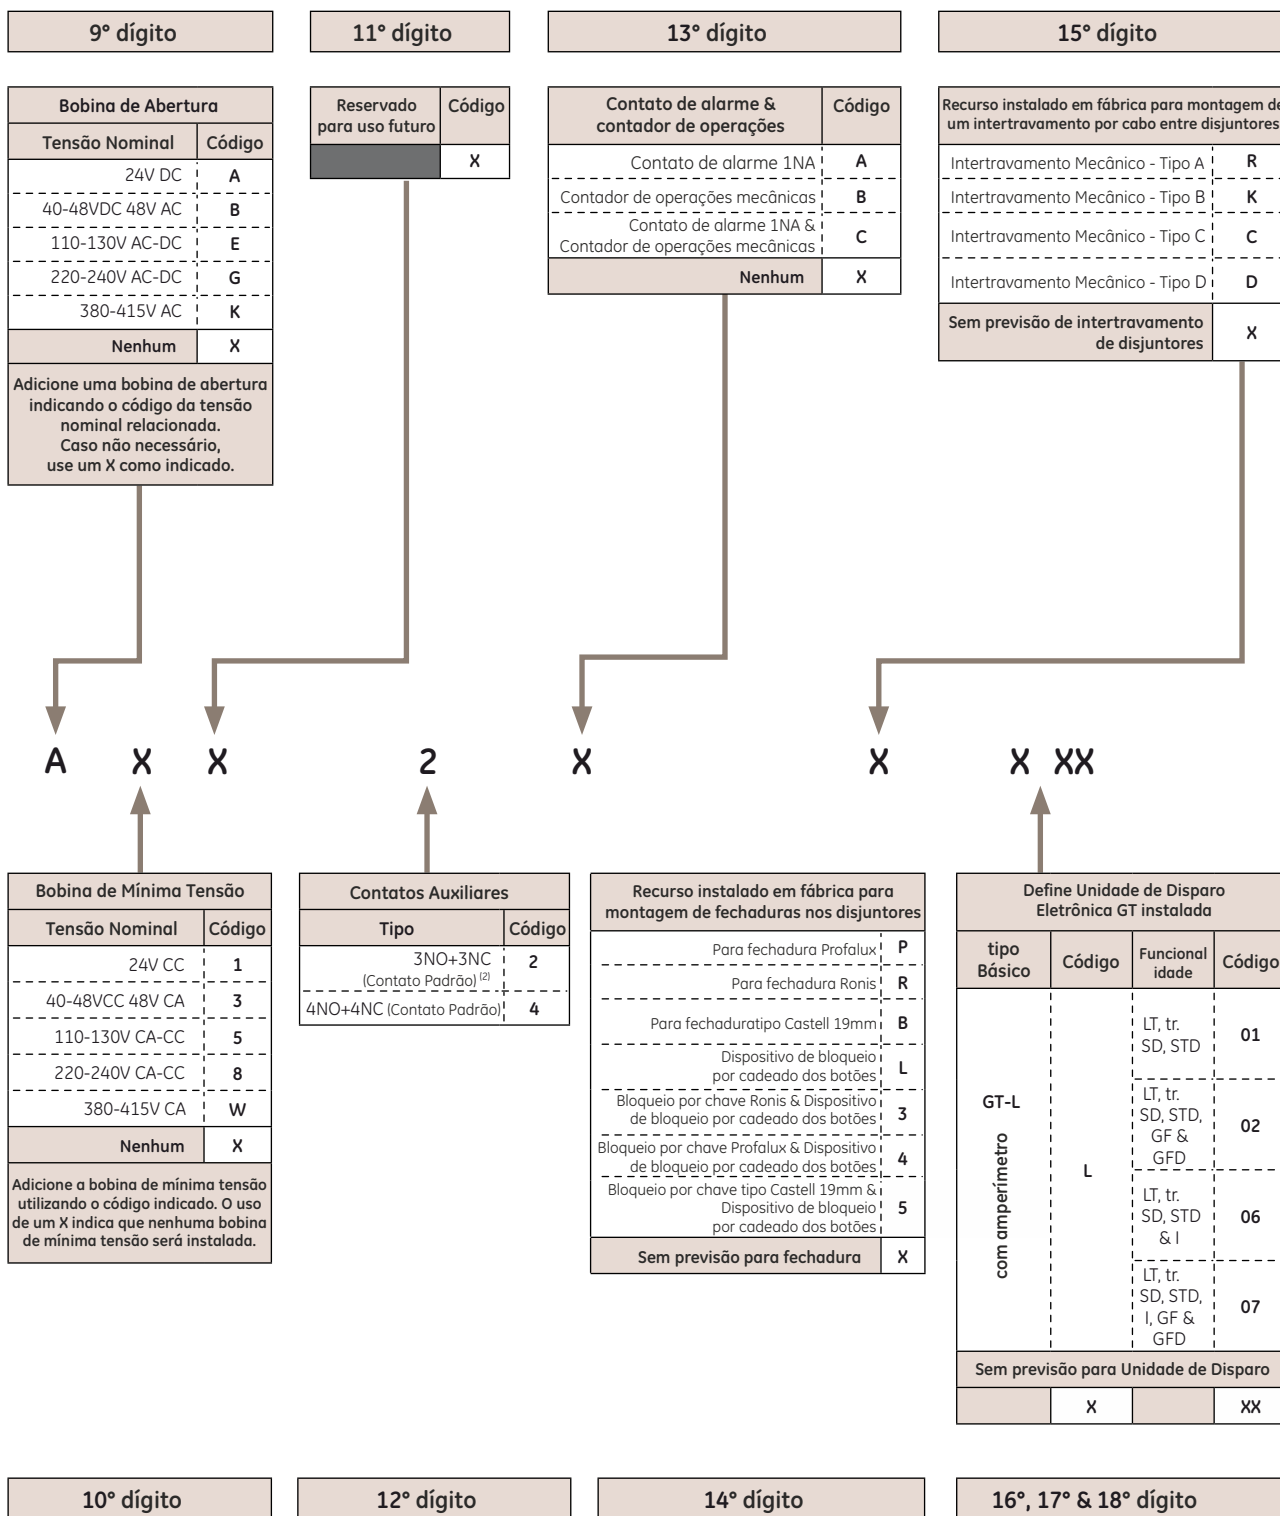 9° dígito
11° dígito
13° dígito
15° dígito
Bobina de Abertura
Tensão Nominal Código
24V DC A
40-48VDC 48V AC B
110-130V AC-DC E
220-240V AC-DC G
380-415V AC K
Nenhum X
Adicione uma bobina de abertura
indicando o código da tensão
nominal relacionada.
Caso não necessário,
use um X como indicado.
Reservado
para uso futuro
Código
X
Contato de alarme &
contador de operações
Código
Contato de alarme 1NA A
Contador de operações mecânicas B
Contato de alarme 1NA &
Contador de operações mecânicas
C
Nenhum X
Recurso instalado em fábrica para montagem de
um intertravamento por cabo entre disjuntores
Intertravamento Mecânico - Tipo A R
Intertravamento Mecânico - Tipo B K
Intertravamento Mecânico - Tipo C C
Intertravamento Mecânico - Tipo D D
Sem previsão de intertravamento
de disjuntores
X
A X X 2 X X X XX
Bobina de Mínima Tensão
Tensão Nominal Código
24V CC 1
40-48VCC 48V CA 3
110-130V CA-CC 5
220-240V CA-CC 8
380-415V CA W
Nenhum X
Adicione a bobina de mínima tensão
utilizando o código indicado. O uso
de um X indica que nenhuma bobina
de mínima tensão será instalada.
Contatos Auxiliares
Tipo Código
3NO+3NC
(Contato Padrão) (2)
2
4NO+4NC (Contato Padrão) 4
Recurso instalado em fábrica para
montagem de fechaduras nos disjuntores
Para fechadura Profalux P
Para fechadura Ronis R
Para fechaduratipo Castell 19mm B
Dispositivo de bloqueio
por cadeado dos botões
L
Bloqueio por chave Ronis & Dispositivo
de bloqueio por cadeado dos botões
3
Bloqueio por chave Profalux & Dispositivo
de bloqueio por cadeado dos botões
4
Bloqueio por chave tipo Castell 19mm &
Dispositivo de bloqueio
por cadeado dos botões
5
Sem previsão para fechadura X
Define Unidade de Disparo
Eletrônica GT instalada
tipo
Básico
Código
Funcional
idade
Código
GT-L
com amperímetro
L
LT, tr.
SD, STD
01
LT, tr.
SD, STD,
GF &
GFD
02
LT, tr.
SD, STD
& I
06
LT, tr.
SD, STD,
I, GF &
GFD
07
Sem previsão para Unidade de Disparo
X XX
10° dígito
12° dígito
14° dígito
16°, 17° & 18° dígito